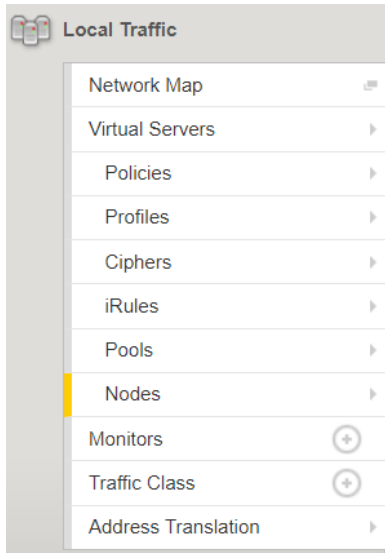 Local Traffic
Network Map
Virtual Servers
Policies
Profiles
Ciphers
iRules
Pools
Nodes
Monitors
Traffic Class
Address Translation